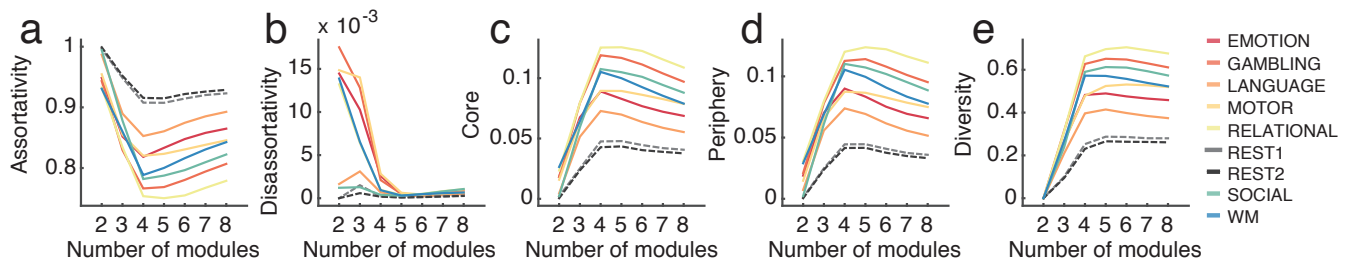 a
Assortativity
1
0.9
0.8
2 3 4 5 6 7 8
Number of modules
b
x 10-3
Disassortativity
15
10
5
0
2 3 4 5 6 7 8
Number of modules
c
Core
0.1
0.05
0
2 3 4 5 6 7 8
Number of modules
d
Periphery
0.1
0.05
0
2 3 4 5 6 7 8
Number of modules
e
Diversity
0.6
0.4
0.2
0
2 3 4 5 6 7 8
Number of modules
EMOTION
GAMBLING
LANGUAGE
MOTOR
RELATIONAL
REST1
REST2
SOCIAL
WM